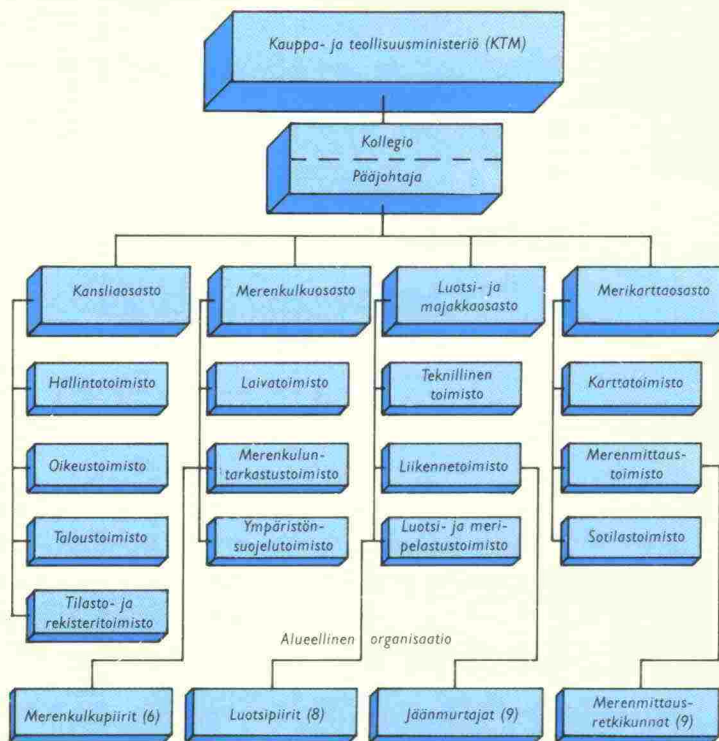 Kauppa- ja teollisuusministeriö (KTM)
Kollegio
Pääjohtaja
Kansliaosasto
Merenkulkuosasto
Luotsi- ja
majakkaosasto
Merikarttaosasto
Hallintotoimisto
Laivatoimisto
Teknillinen
toimisto
Karttatoimisto
Oikeustoimisto
Merenkulun-
tarkastustoimisto
Liikennetoimisto
Merenmittaus-
toimisto
Taloustoimisto
Ympäristön-
suojelutoimisto
Luotsi- ja meri-
pelastustoimisto
Sotilastoimisto
Tilasto- ja
rekisteritoimisto
Alueellinen organisaatio
Merenkulkupiirit (6)
Luotsipiirit (8)
Jäänmurtajat (9)
Merenmittaus-
retkikunnat (9)